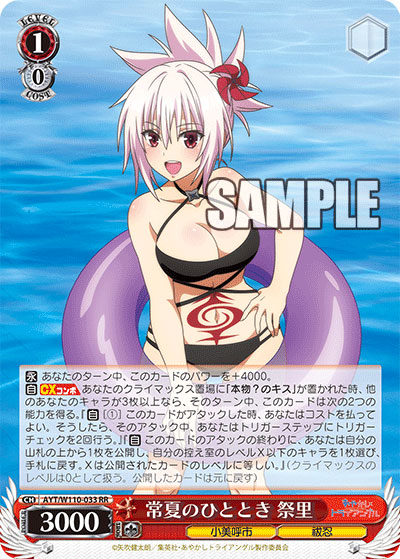 LEVEL
1
0
COST
SAMPLE
永 あなたのターン中、このカードのパワーを＋4000。
自 CXコンボ あなたのクライマックス置場に「本物？のキス」が置かれた時、他
のあなたのキャラが3枚以上なら、そのターン中、このカードは次の2つの
能力を得る。『自 [①] このカードがアタックした時、あなたはコストを払ってよ
い。そうしたら、そのアタック中、あなたはトリガーステップにトリガー
チェックを2回行う。』『自 このカードのアタックの終わりに、あなたは自分の
山札の上から1枚を公開し、自分の控え室のレベルX以下のキャラを1枚選び、
手札に戻す。Xは公開されたカードのレベルに等しい。』（クライマックスの
レベルは0として扱う。公開したカードは元に戻す）
CH AYT/W110-033 RR
3000
常夏のひととき 祭里
あやかしトライアングル
小美呼市
祓忍
©矢吹健太朗／集英社・あやかしトライアングル製作委員会